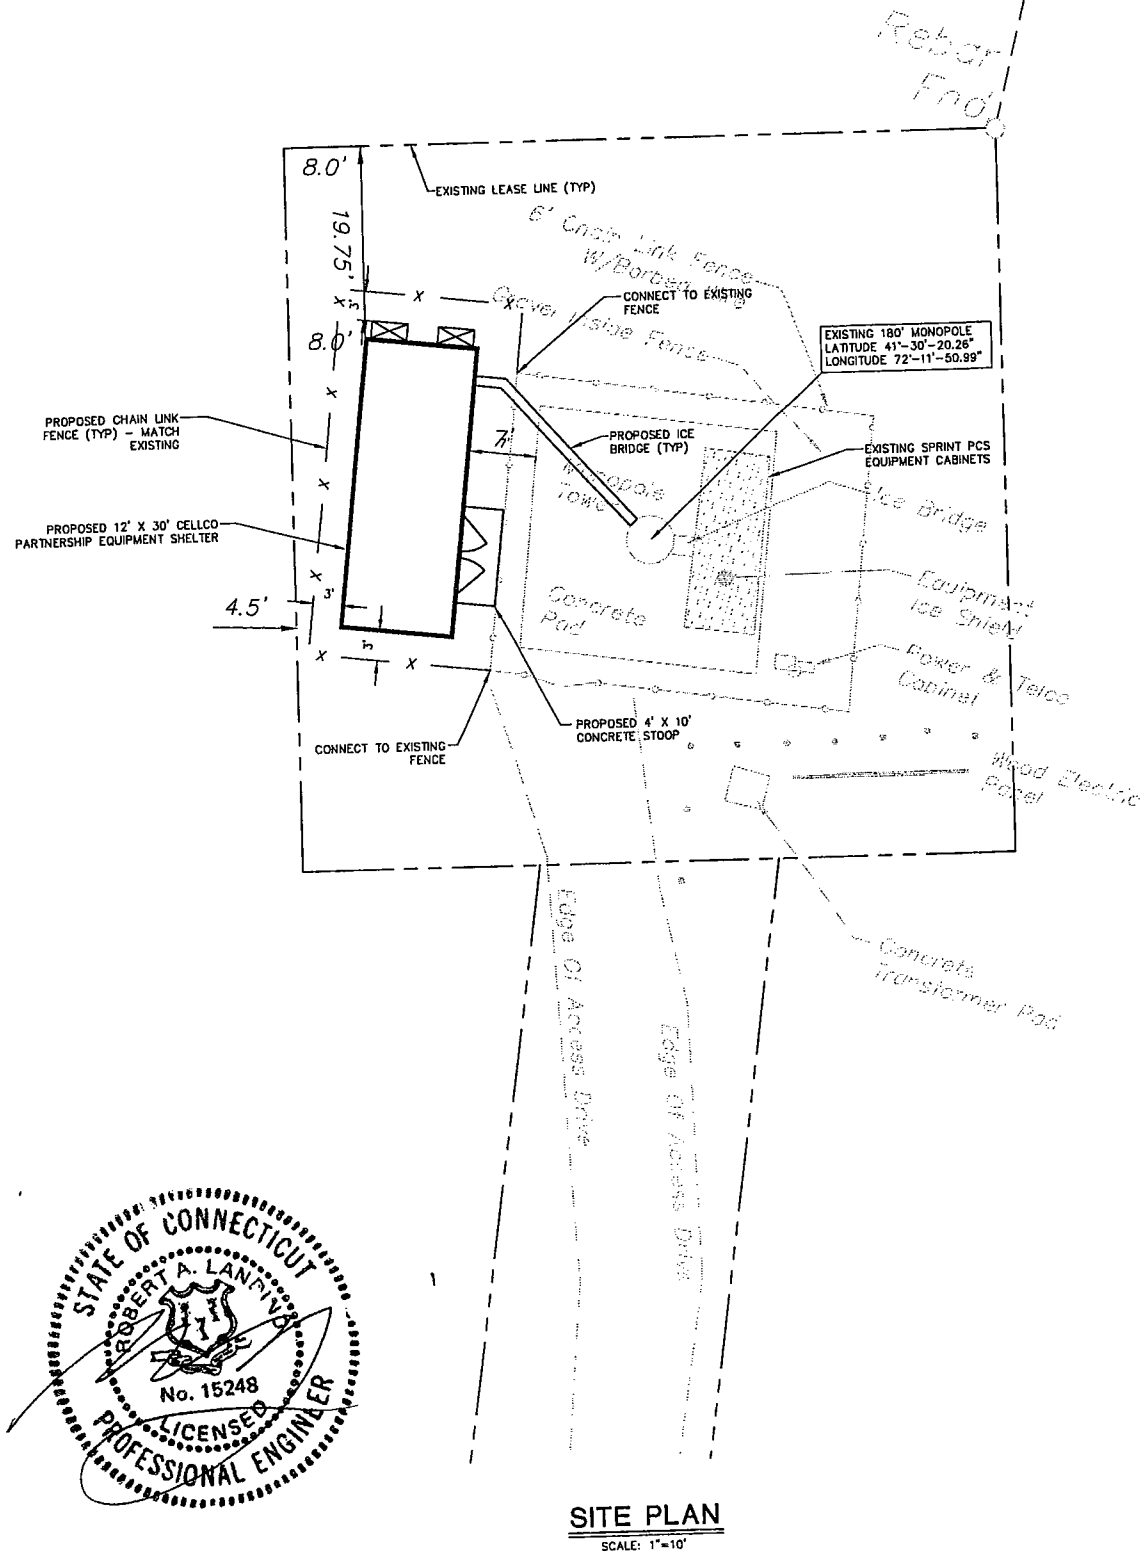 Rebar
Fnd.
8.0'
EXISTING LEASE LINE (TYP)
19.75'
6' Chain Link Fence
W/Barbed Wire
X
X
X
3'
CONNECT TO EXISTING
FENCE
Gravel Inside Fence
EXISTING 180' MONOPOLE
LATITUDE 41°-30'-20.26"
LONGITUDE 72°-11'-50.99"
8.0'
X
PROPOSED CHAIN LINK
FENCE (TYP) - MATCH
EXISTING
7'
PROPOSED ICE
BRIDGE (TYP)
EXISTING SPRINT PCS
EQUIPMENT CABINETS
Monopole
Tower
X
Ice Bridge
PROPOSED 12' X 30' CELLCO
PARTNERSHIP EQUIPMENT SHELTER
X
3'
4.5'
Concrete
Pad
Equipment
Ice Shield
3'
X
X
Power & Telco
Cabinet
PROPOSED 4' X 10'
CONCRETE STOOP
CONNECT TO EXISTING
FENCE
Wood Electric
Panel
Edge Of Access Drive
Concrete
Transformer Pad
Edge Of Access Drive
STATE OF CONNECTICUT
ROBERT A. LANDINO
No. 15248
LICENSED
PROFESSIONAL ENGINEER
SITE PLAN
SCALE: 1"=10'